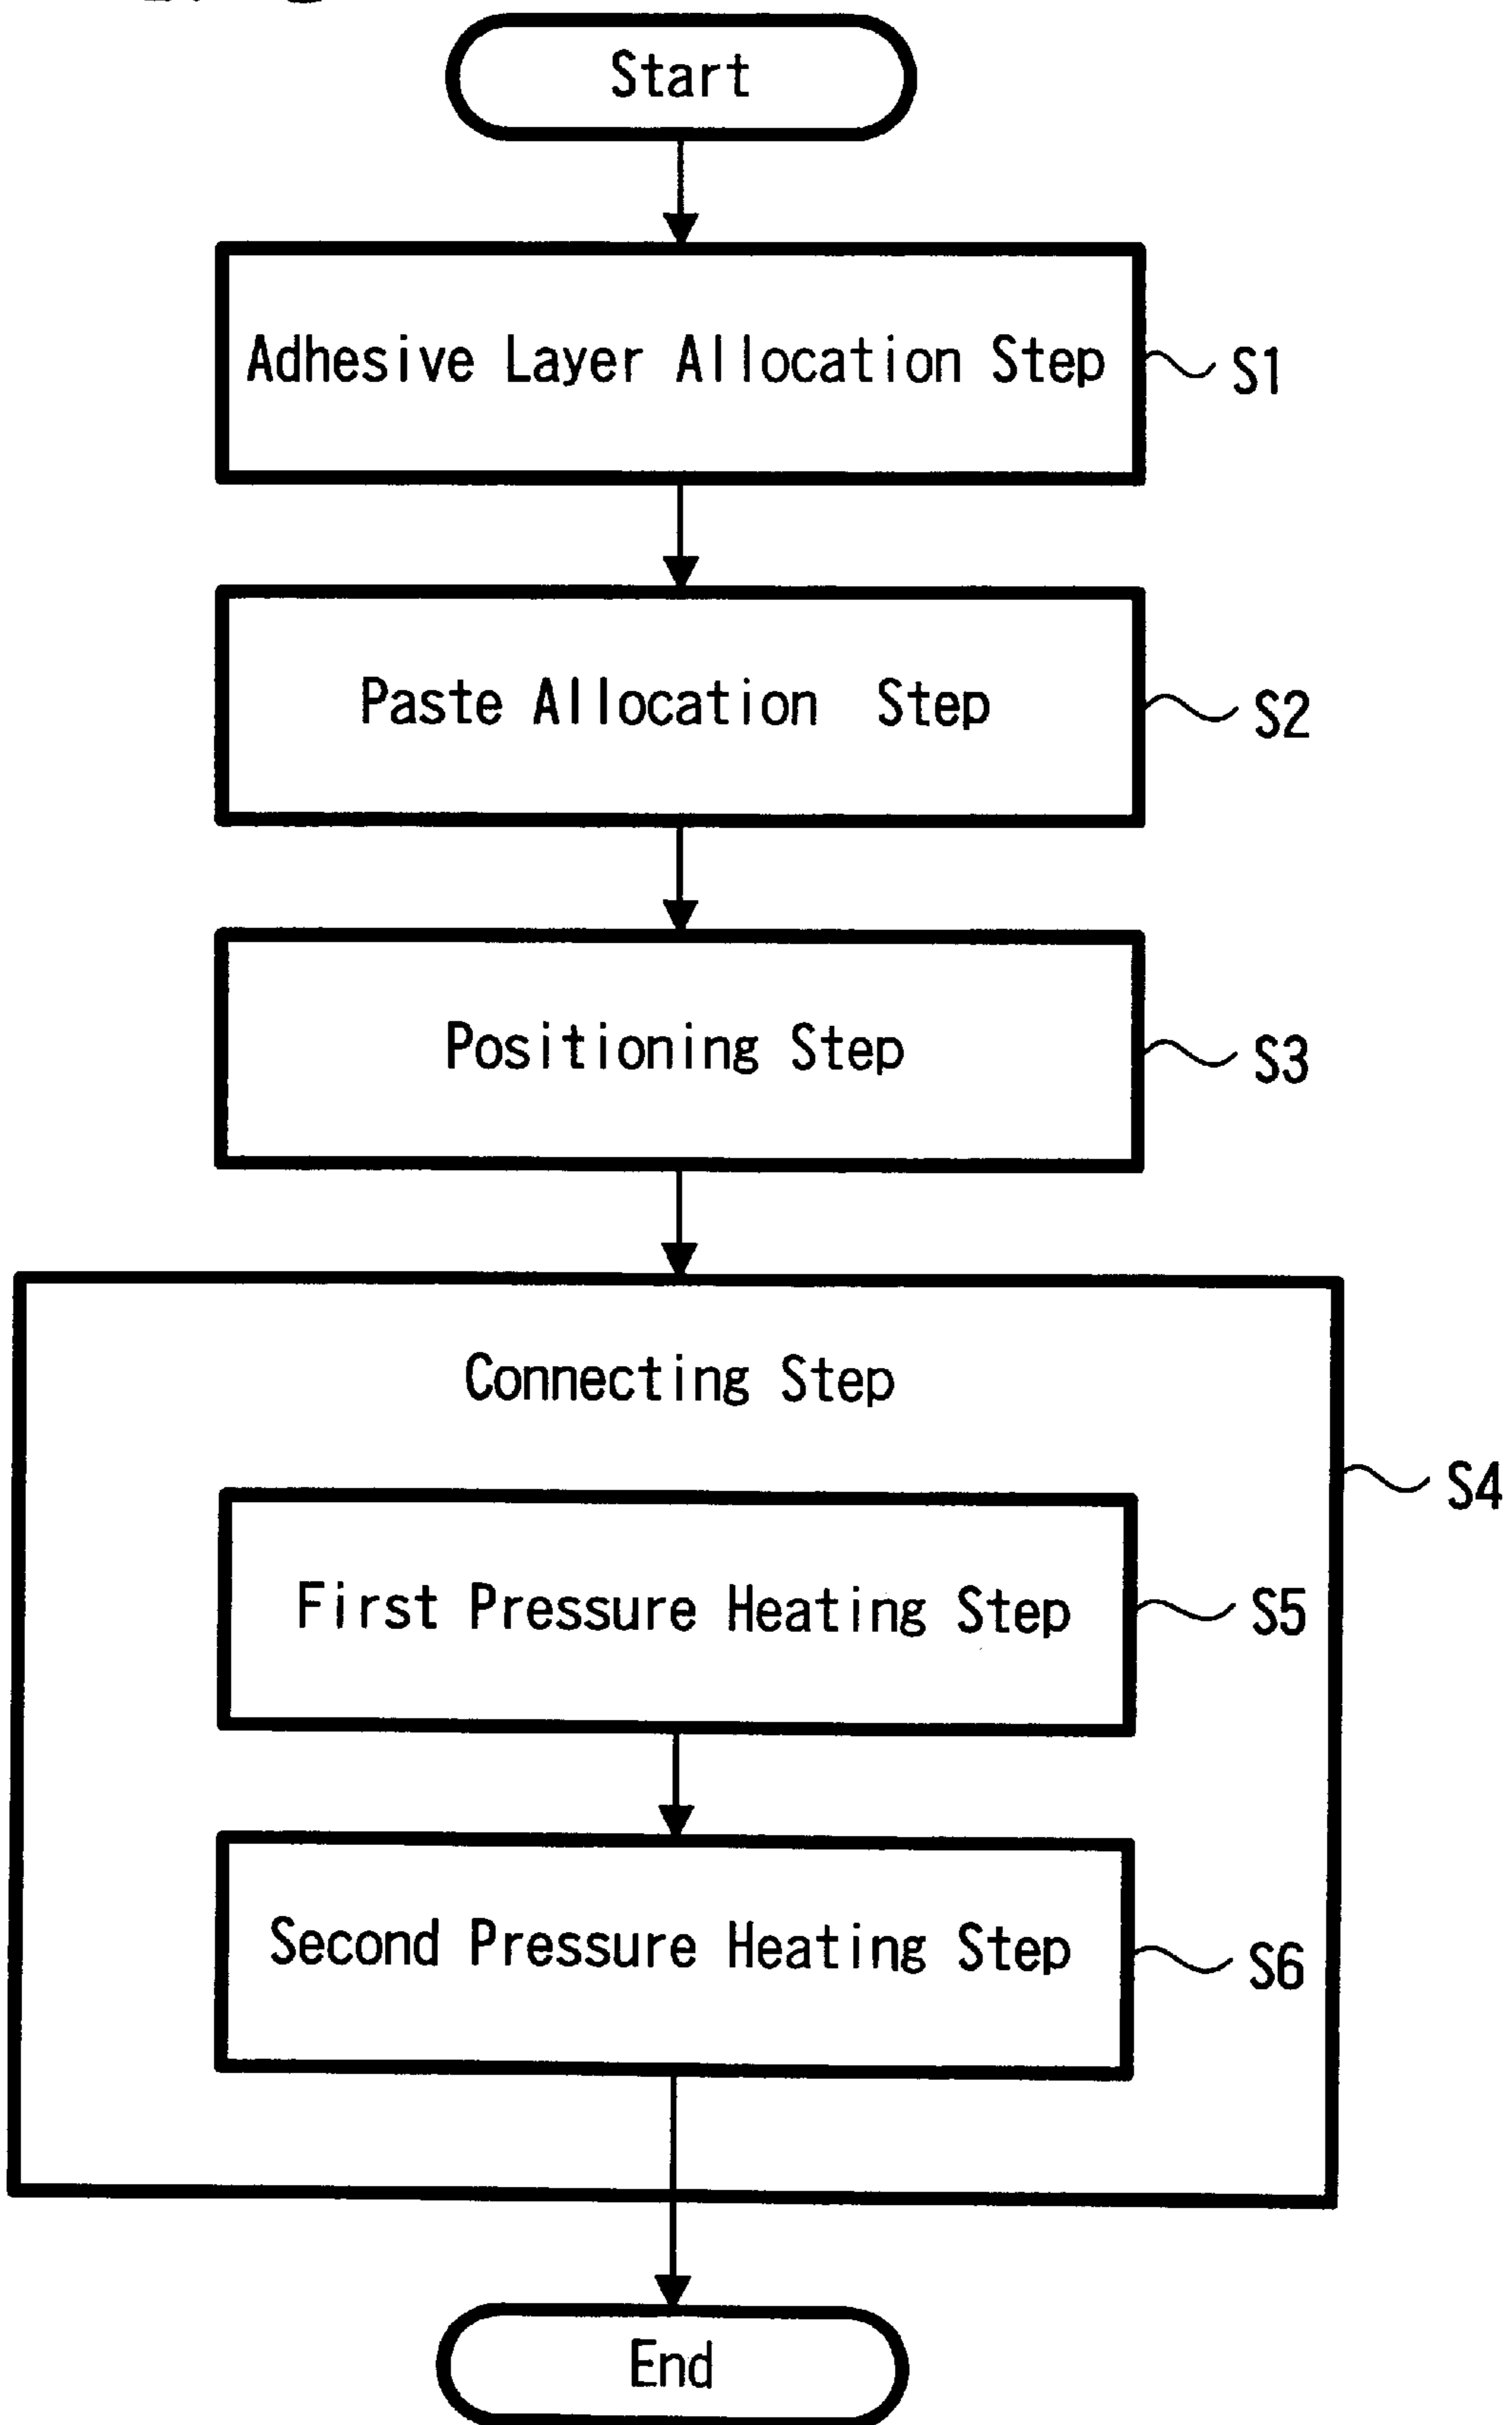 Start
Adhesive Layer Allocation Step
S1
Paste Allocation Step
S2
Positioning Step
S3
Connecting Step
S4
First Pressure Heating Step
S5
Second Pressure Heating Step
S6
End